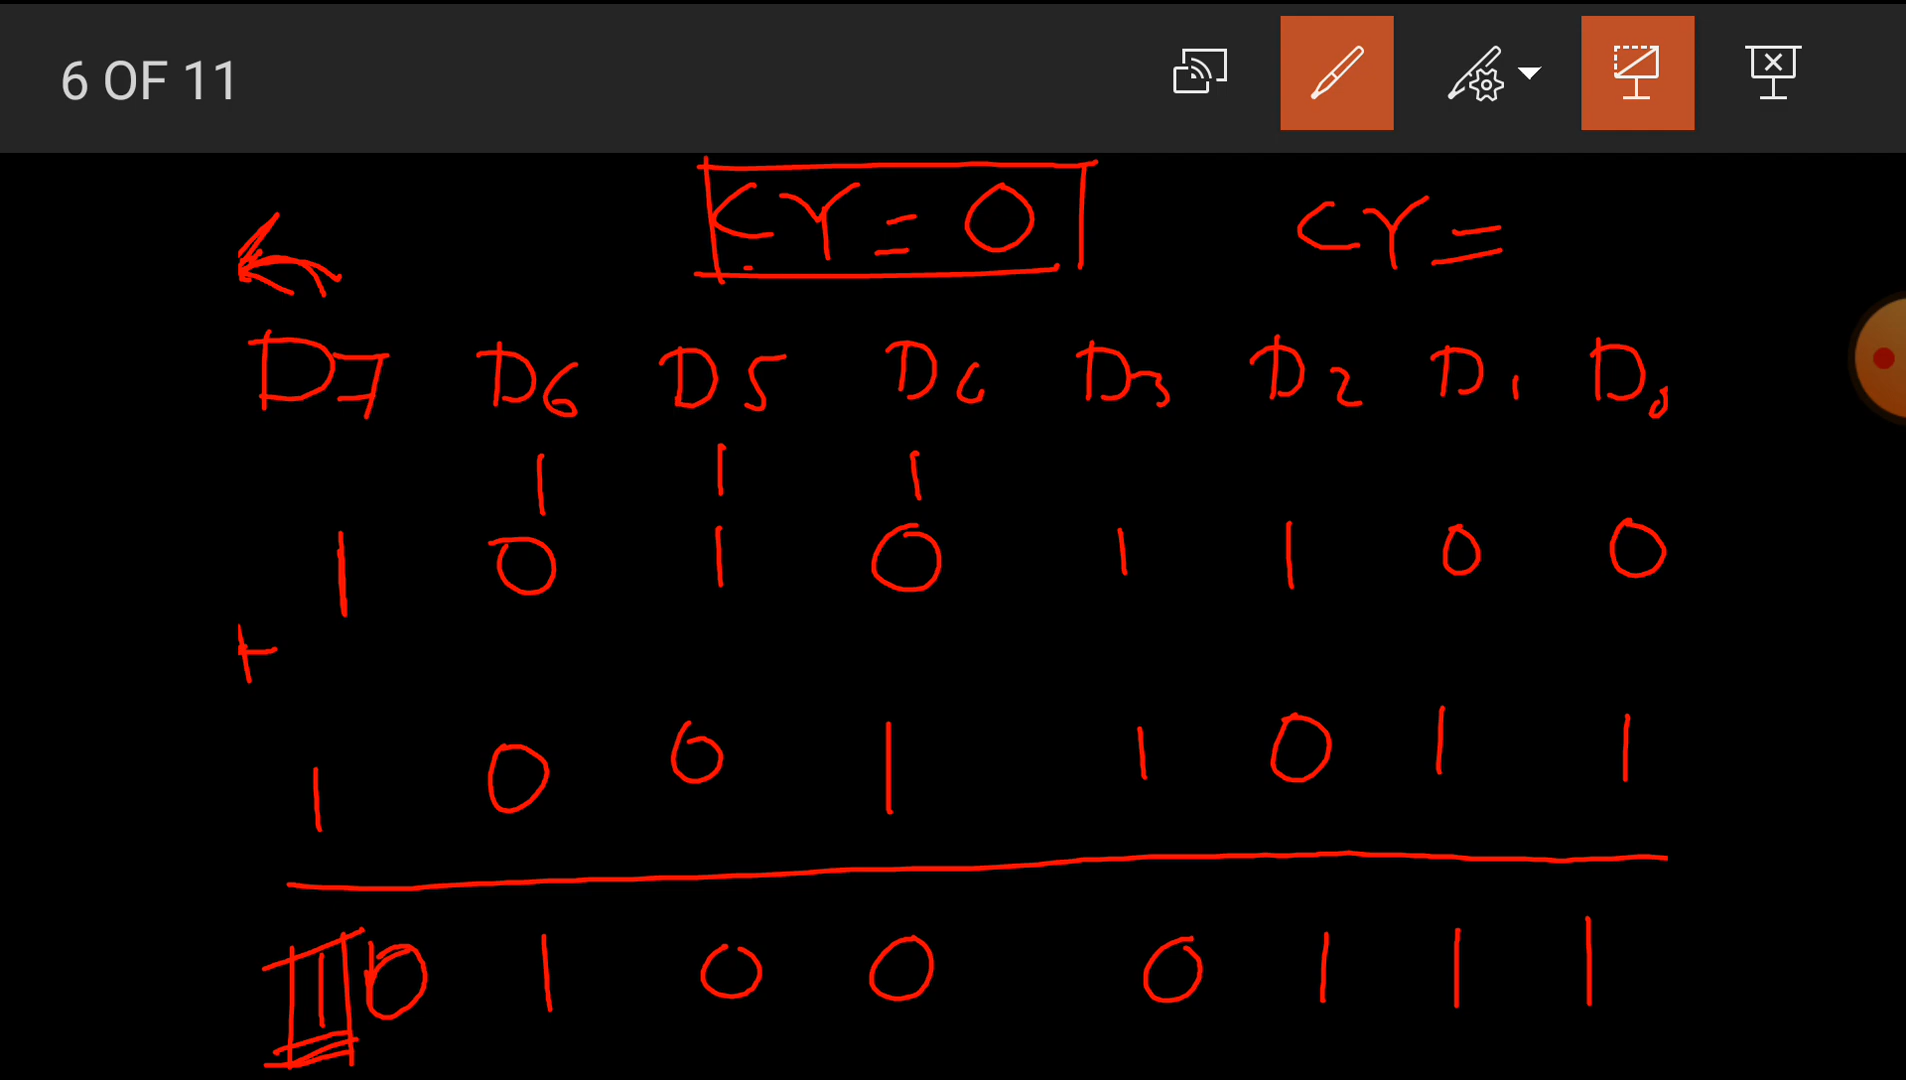 6 OF 11
CY = 0 CY =
D7 D6 D5 D4 D3 D2 D1 D0
1 1 1
1 0 1 0 1 1 0 0
+
1 0 0 1 1 0 1 1
1 0 1 0 0 0 1 1 1